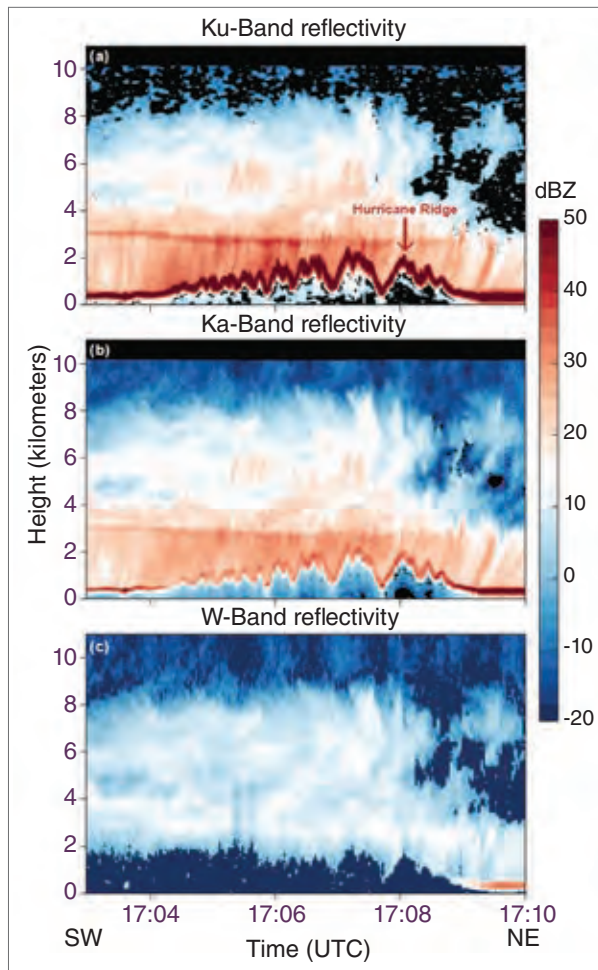 Ku-Band reflectivity
(a)
10
8
6
4
2
0
Hurricane Ridge
dBZ
50
40
30
20
10
0
-10
-20
Ka-Band reflectivity
(b)
10
8
6
4
2
0
Height (kilometers)
W-Band reflectivity
(c)
10
8
6
4
2
0
17:04
17:06
17:08
17:10
SW
Time (UTC)
NE